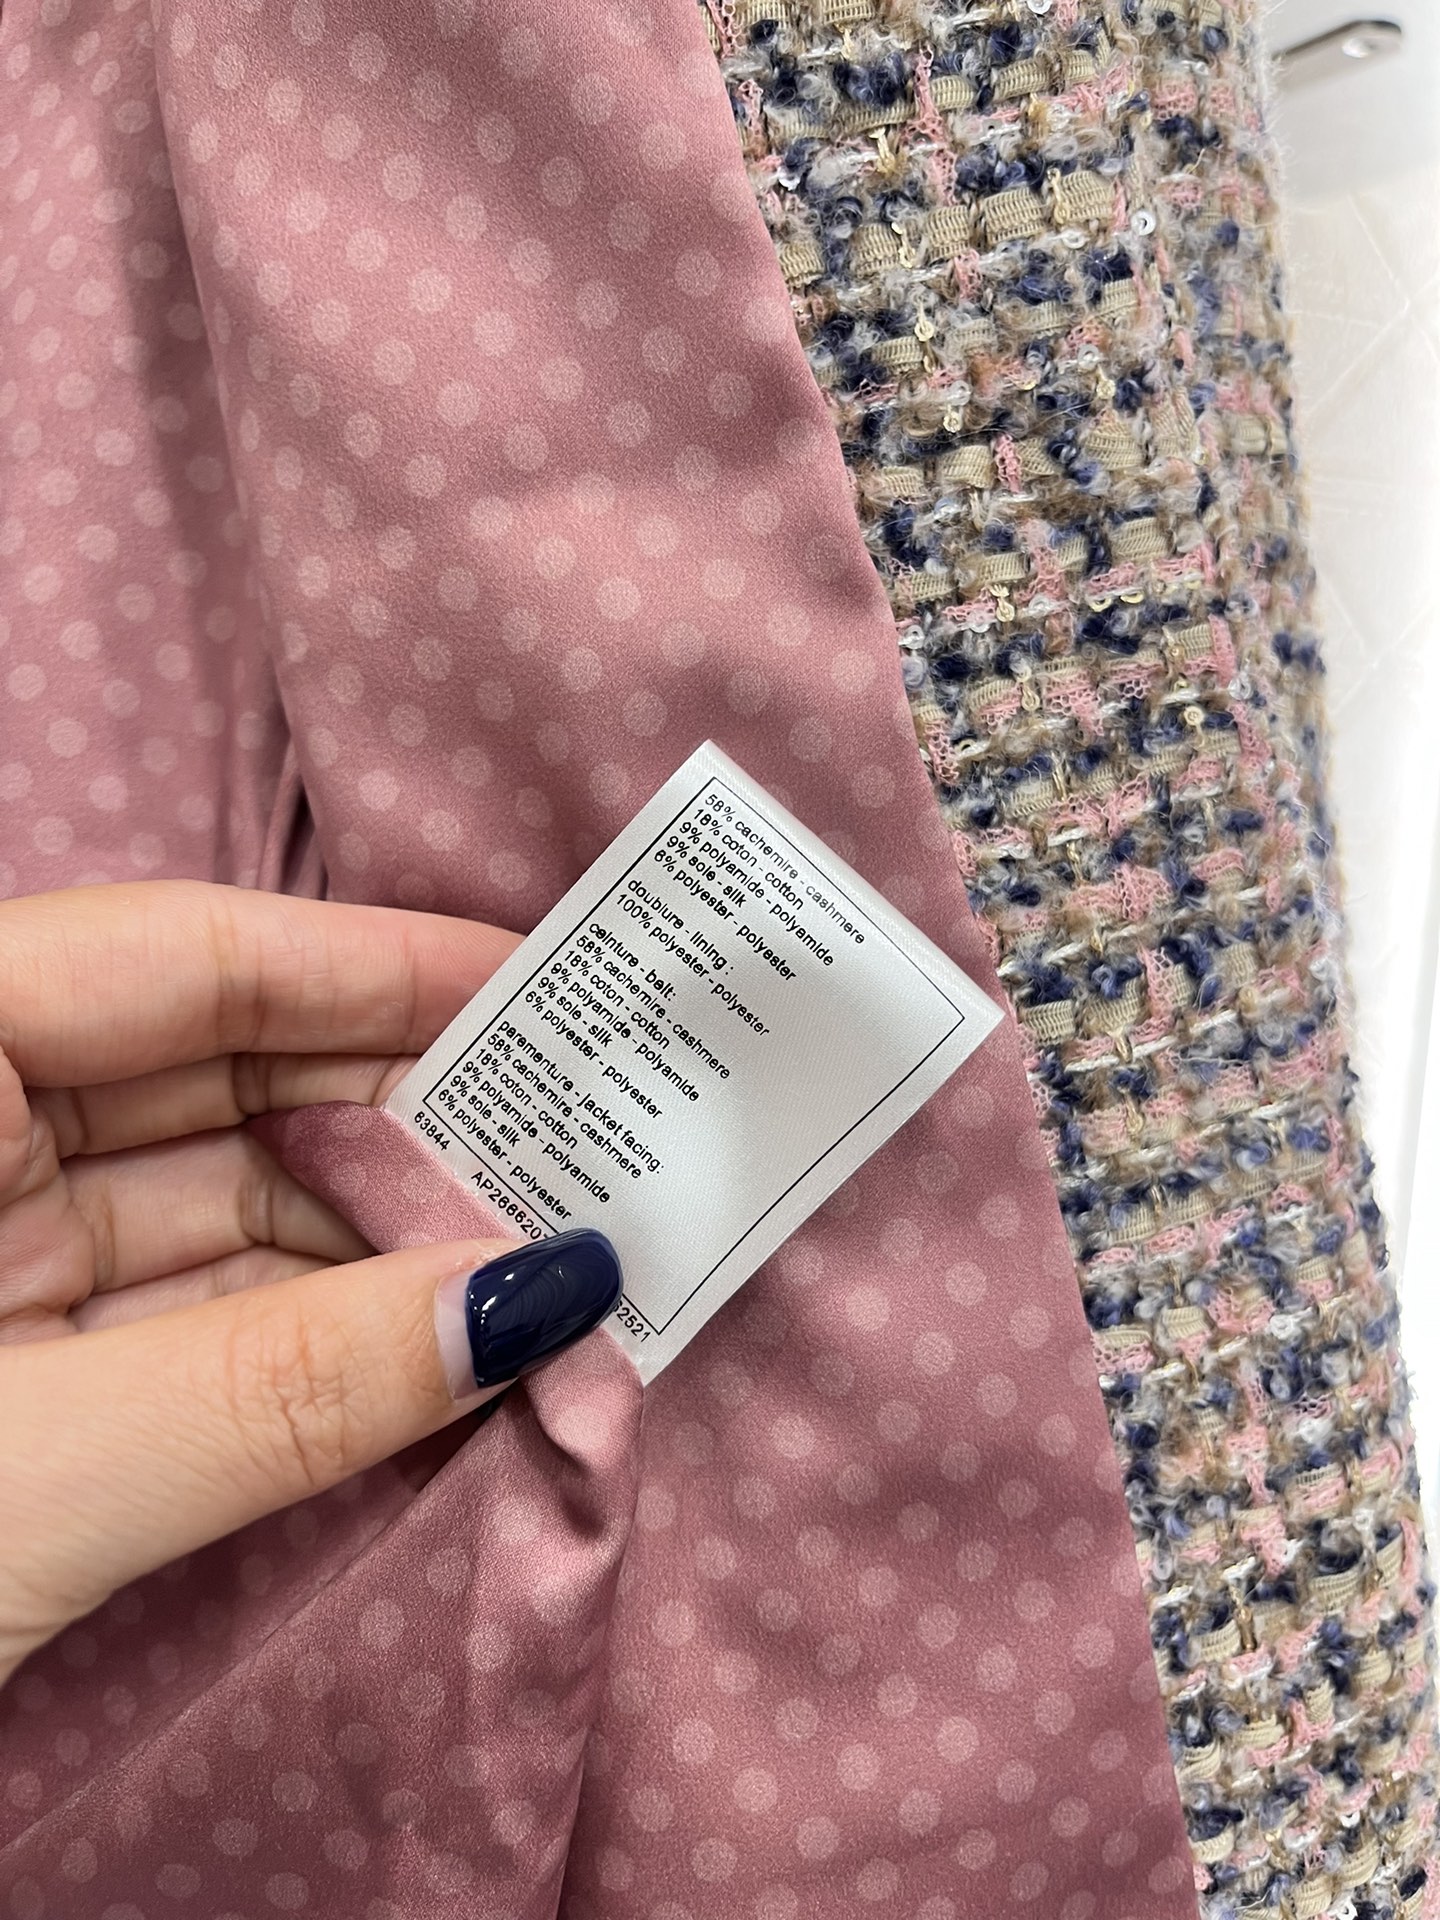 58% cachemire - cashmere
18% coton - cotton
9% polyamide - polyamide
9% soie - silk
6% polyester - polyester
doublure - lining :
100% polyester - polyester
ceinture - belt:
58% cachemire - cashmere
18% coton - cotton
9% polyamide - polyamide
9% soie - silk
6% polyester - polyester
parementure - jacket facing:
58% cachemire - cashmere
18% coton - cotton
9% polyamide - polyamide
9% soie - silk
6% polyester - polyester
63844